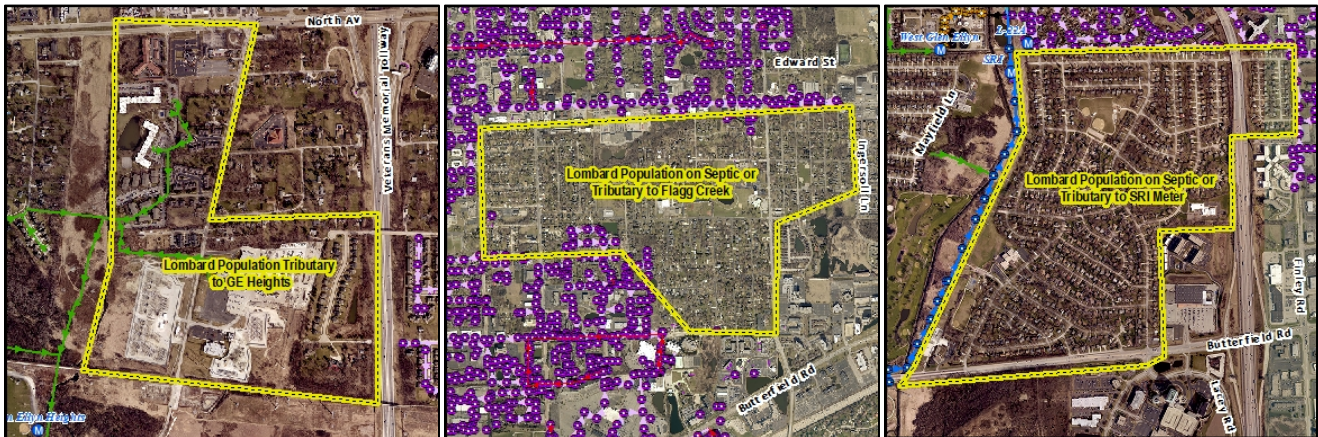 North Av
Veterans Memorial Tollway
Lombard Population Tributary
to GE Heights
Ellyn Heights
M
Edward St
Lombard Population on Septic or
Tributary to Flagg Creek
Ingersoll Ln
Butterfield Rd
West Glen Ellyn
M
L-22A
M
SRI
M
Mayfield Ln
Lombard Population on Septic or
Tributary to SRI Meter
Finley Rd
Butterfield Rd
Lacey Rd
M